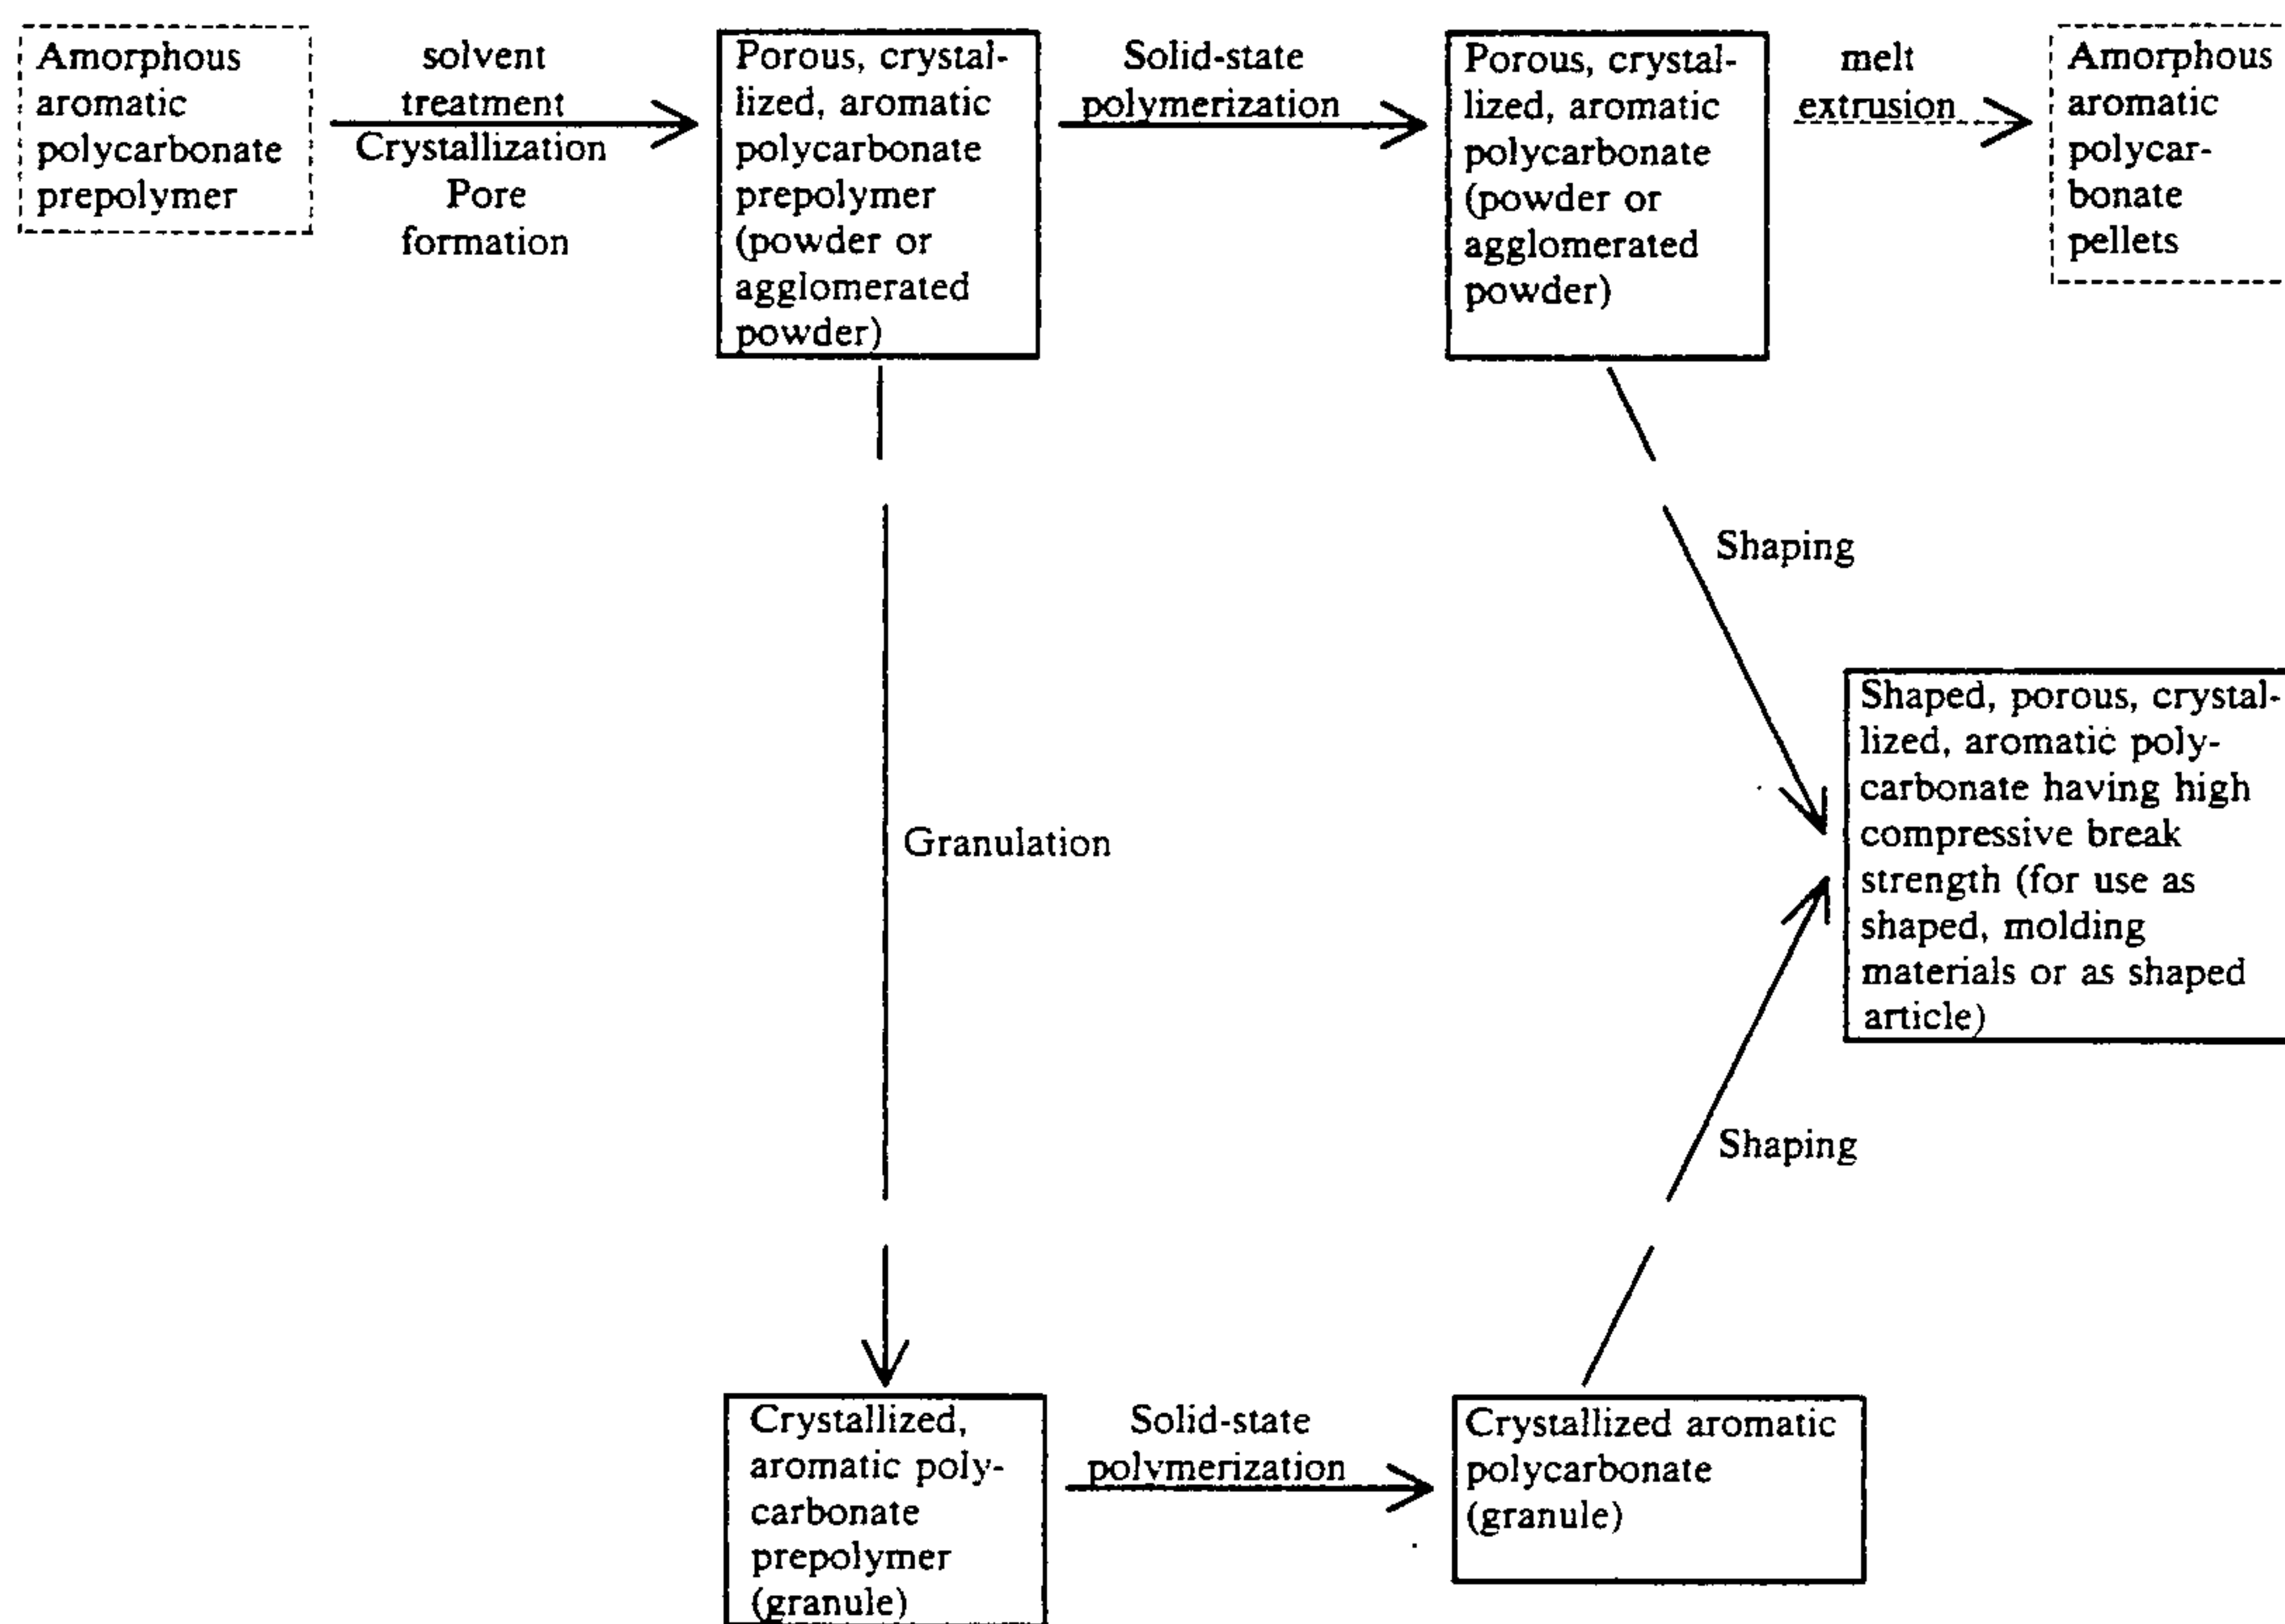 Amorphous
aromatic
polycarbonate
prepolymer
solvent
treatment
Crystallization
Pore
formation
Porous, crystal-
lized, aromatic
polycarbonate
prepolymer
(powder or
agglomerated
powder)
Solid-state
polymerization
Porous, crystal-
lized, aromatic
polycarbonate
(powder or
agglomerated
powder)
melt
extrusion
Amorphous
aromatic
polycar-
bonate
pellets
Shaping
Shaped, porous, crystal-
lized, aromatic poly-
carbonate having high
compressive break
strength (for use as
shaped, molding
materials or as shaped
article)
Granulation
Shaping
Crystallized,
aromatic poly-
carbonate
prepolymer
(granule)
Solid-state
polymerization
Crystallized aromatic
polycarbonate
(granule)